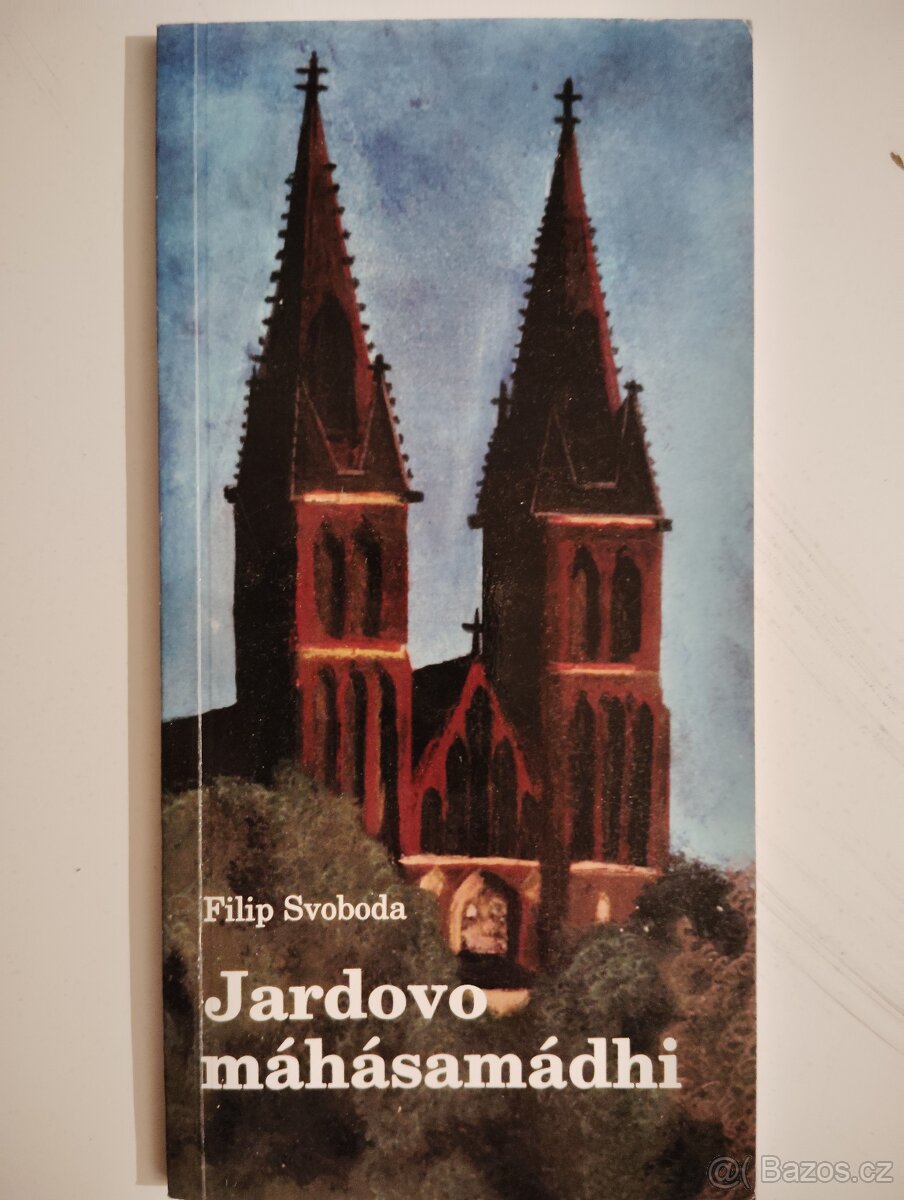 Filip Svoboda
Jardovo
máhásamádhi
@( Bazos.cz